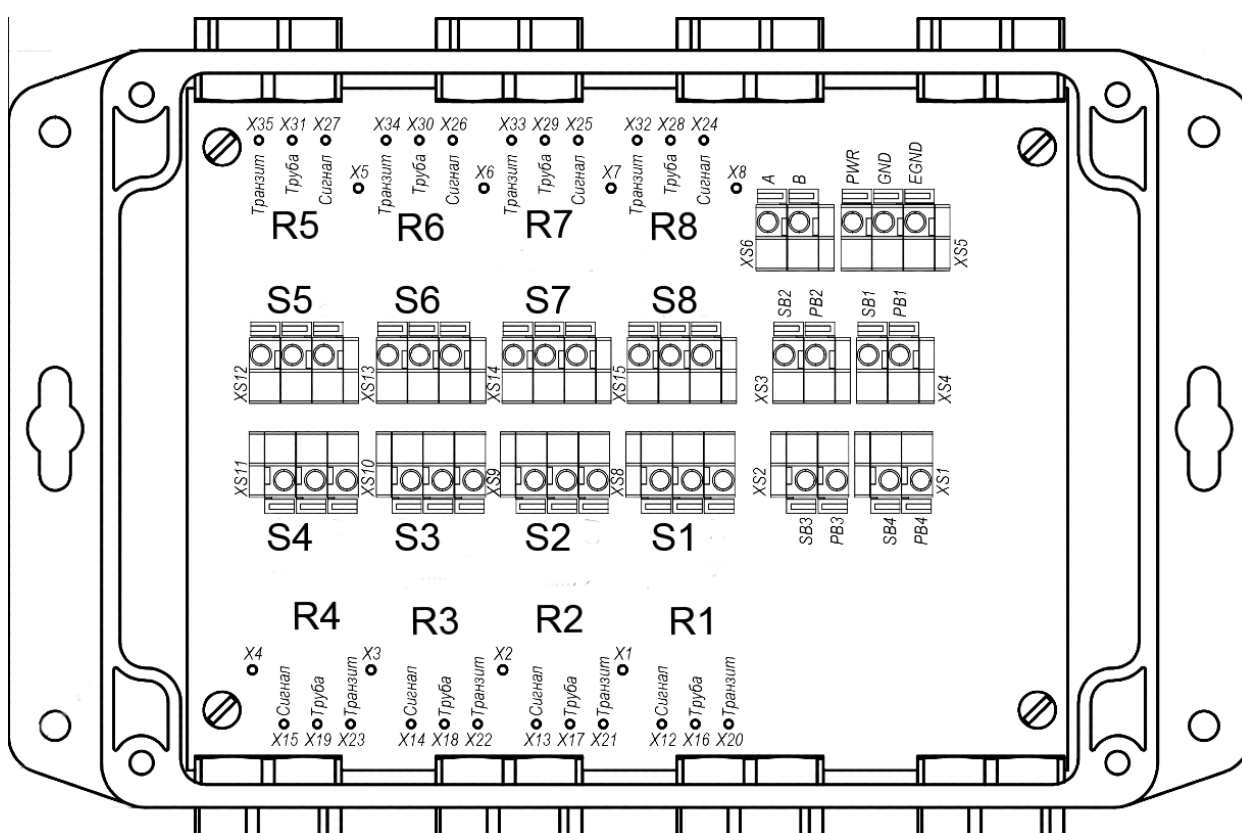 X35 X31 X27 X34 X30 X26 X33 X29 X25 X32 X28 X24
Транзит Труба Сигнал Транзит Труба Сигнал Транзит Труба Сигнал Транзит Труба Сигнал
X5 X6 X7 X8
A B PWR GND EGND
R5 R6 R7 R8
XS6 XS5
S5 S6 S7 S8
SB2 PB2 SB1 PB1
XS12 XS13 XS14 XS15 XS3 XS4
XS11 XS10 XS9 XS8 XS2 XS1
S4 S3 S2 S1
SB3 PB3 SB4 PB4
R4 R3 R2 R1
X4 X3 X2 X1
Сигнал Труба Транзит Сигнал Труба Транзит Сигнал Труба Транзит Сигнал Труба Транзит
X15 X19 X23 X14 X18 X22 X13 X17 X21 X12 X16 X20